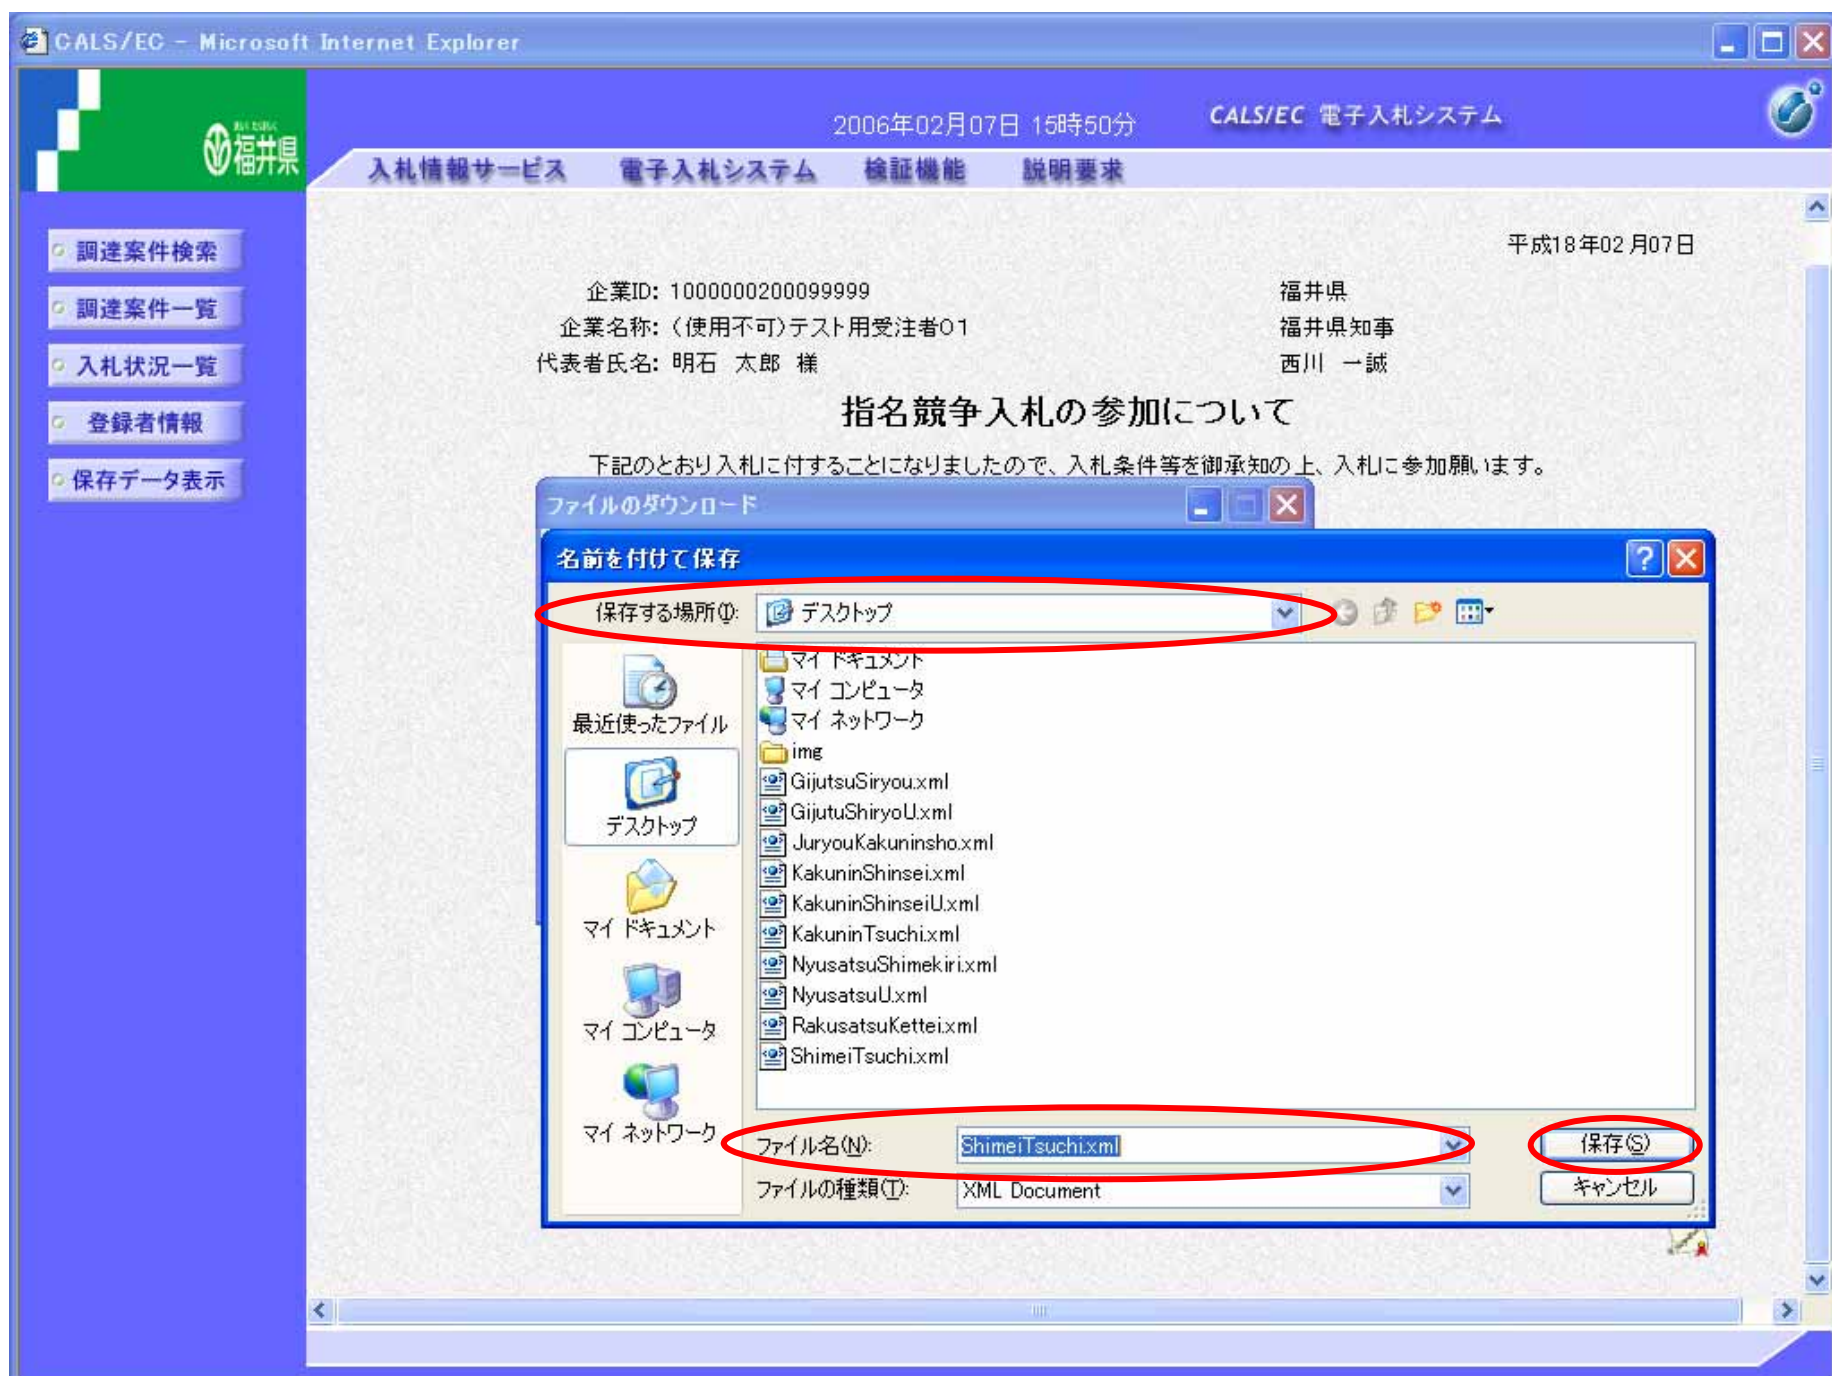 CALS/EC - Microsoft Internet Explorer
福井県
2006年02月07日 15時50分
CALS/EC 電子入札システム
入札情報サービス 電子入札システム 検証機能 説明要求
調達案件検索
調達案件一覧
入札状況一覧
登録者情報
保存データ表示
平成18年02月07日
企業ID: 1000000200099999
福井県
企業名称: (使用不可)テスト用受注者01
福井県知事
代表者氏名: 明石 太郎 様
西川 一誠
指名競争入札の参加について
下記のとおり入札に付することになりましたので、入札条件等を御承知の上、入札に参加願います。
ファイルのダウンロード
名前を付けて保存
保存する場所(I): デスクトップ
最近使ったファイル
デスクトップ
マイ ドキュメント
マイ コンピュータ
マイ ネットワーク
マイ ドキュメント
マイ コンピュータ
マイ ネットワーク
img
GijutsuSiryou.xml
GijutuShiryoU.xml
JuryouKakuninsho.xml
KakuninShinsei.xml
KakuninShinseiU.xml
KakuninTsuchi.xml
NyusatsuShimekiri.xml
NyusatsuU.xml
RakusatsuKettei.xml
ShimeiTsuchi.xml
ファイル名(N): ShimeiTsuchi.xml 保存(S)
ファイルの種類(T): XML Document キャンセル